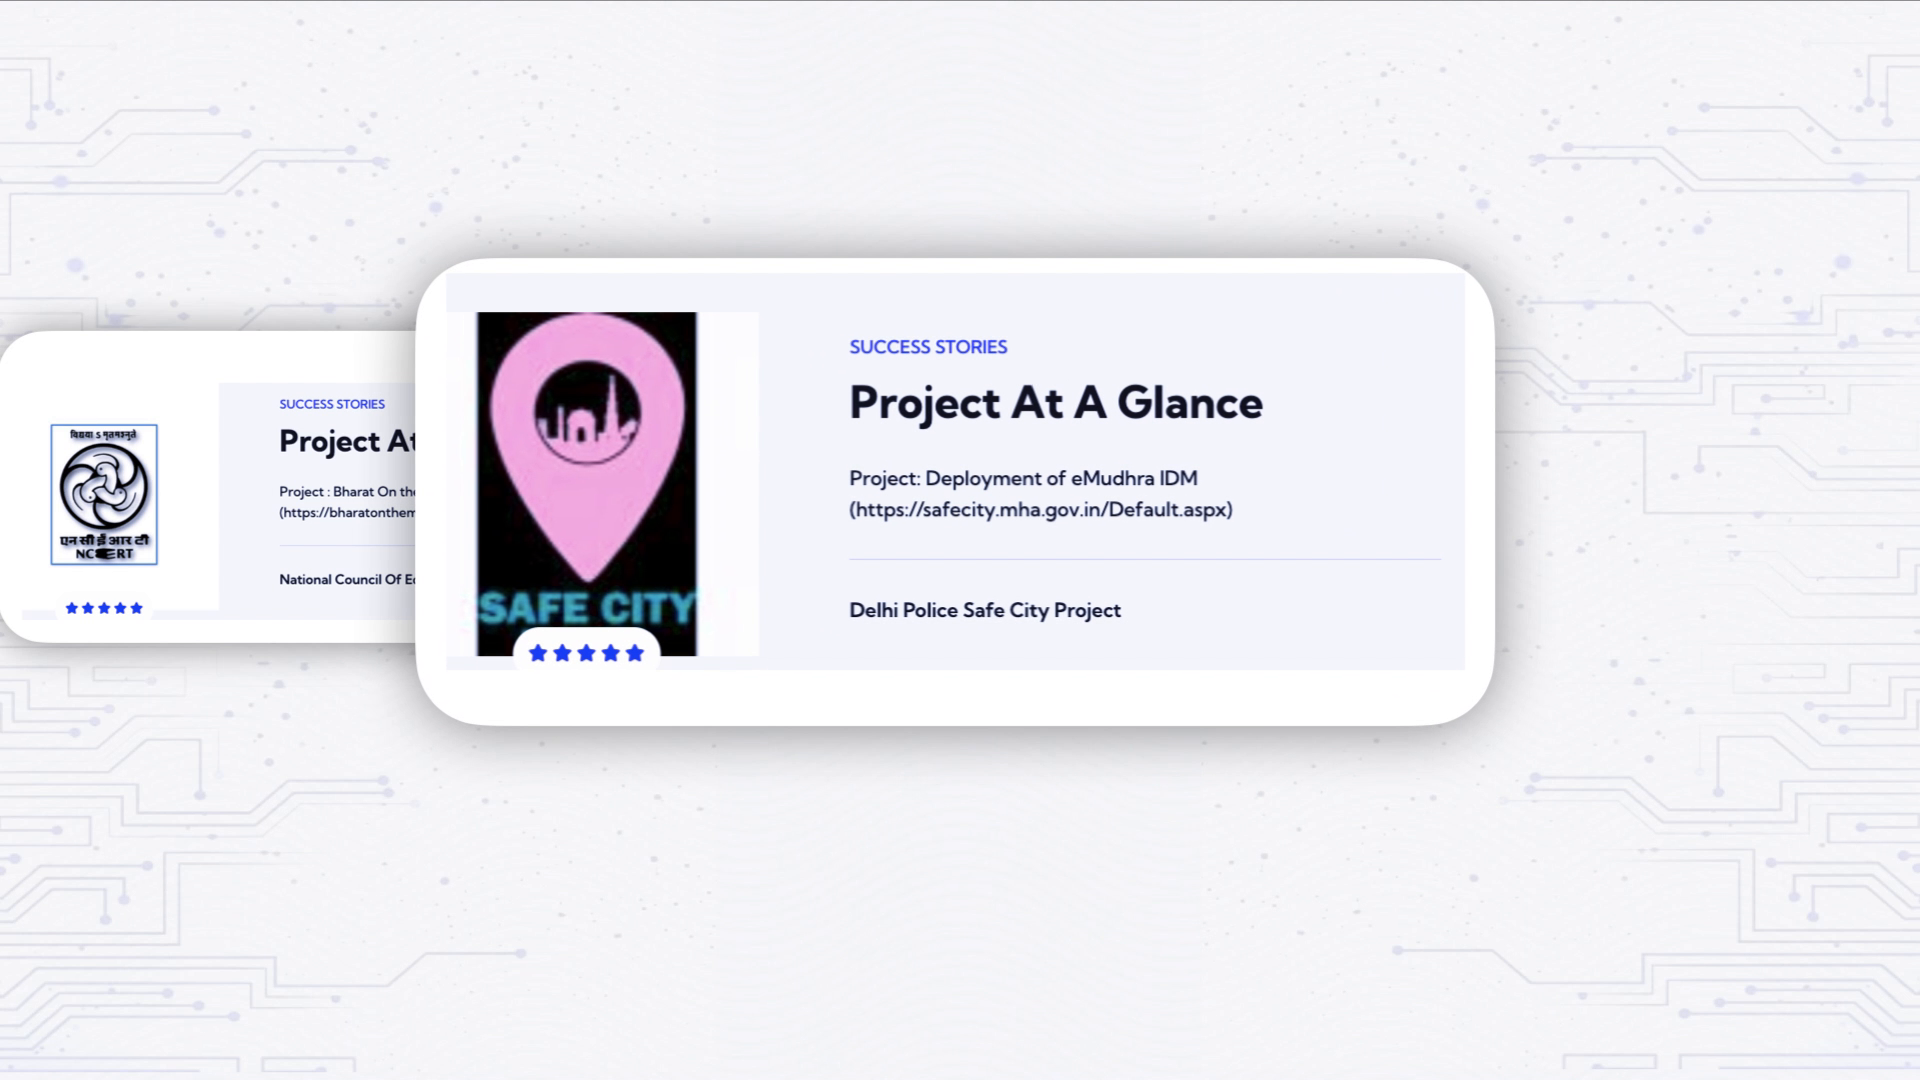 विद्यया ऽ मृतमश्नुते
एन सी ई आर टी
NCERT
SUCCESS STORIES
Project At
Project : Bharat On the
(https://bharatonthem
National Council Of Ed
SAFE CITY
SUCCESS STORIES
Project At A Glance
Project: Deployment of eMudhra IDM
(https://safecity.mha.gov.in/Default.aspx)
Delhi Police Safe City Project